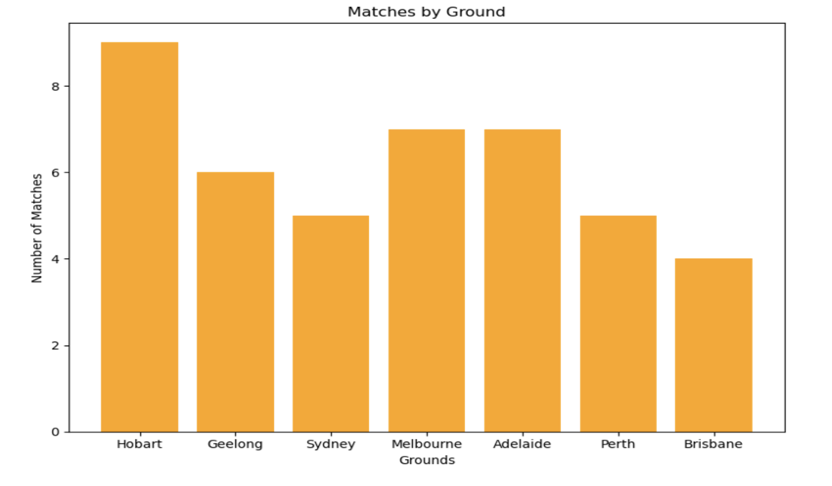 Matches by Ground
Number of Matches
8
6
4
2
0
Hobart Geelong Sydney Melbourne Adelaide Perth Brisbane
Grounds